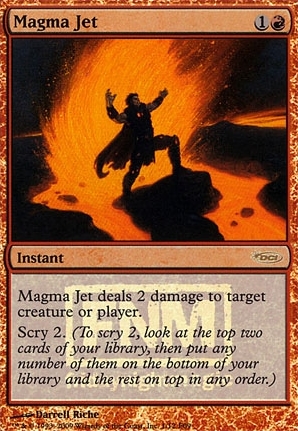 Magma Jet 1
Instant
DCI
Magma Jet deals 2 damage to target
creature or player.
Scry 2. (To scry 2, look at the top two
cards of your library, then put any
number of them on the bottom of your
library and the rest on top in any order.)
FNM
Darrell Riche